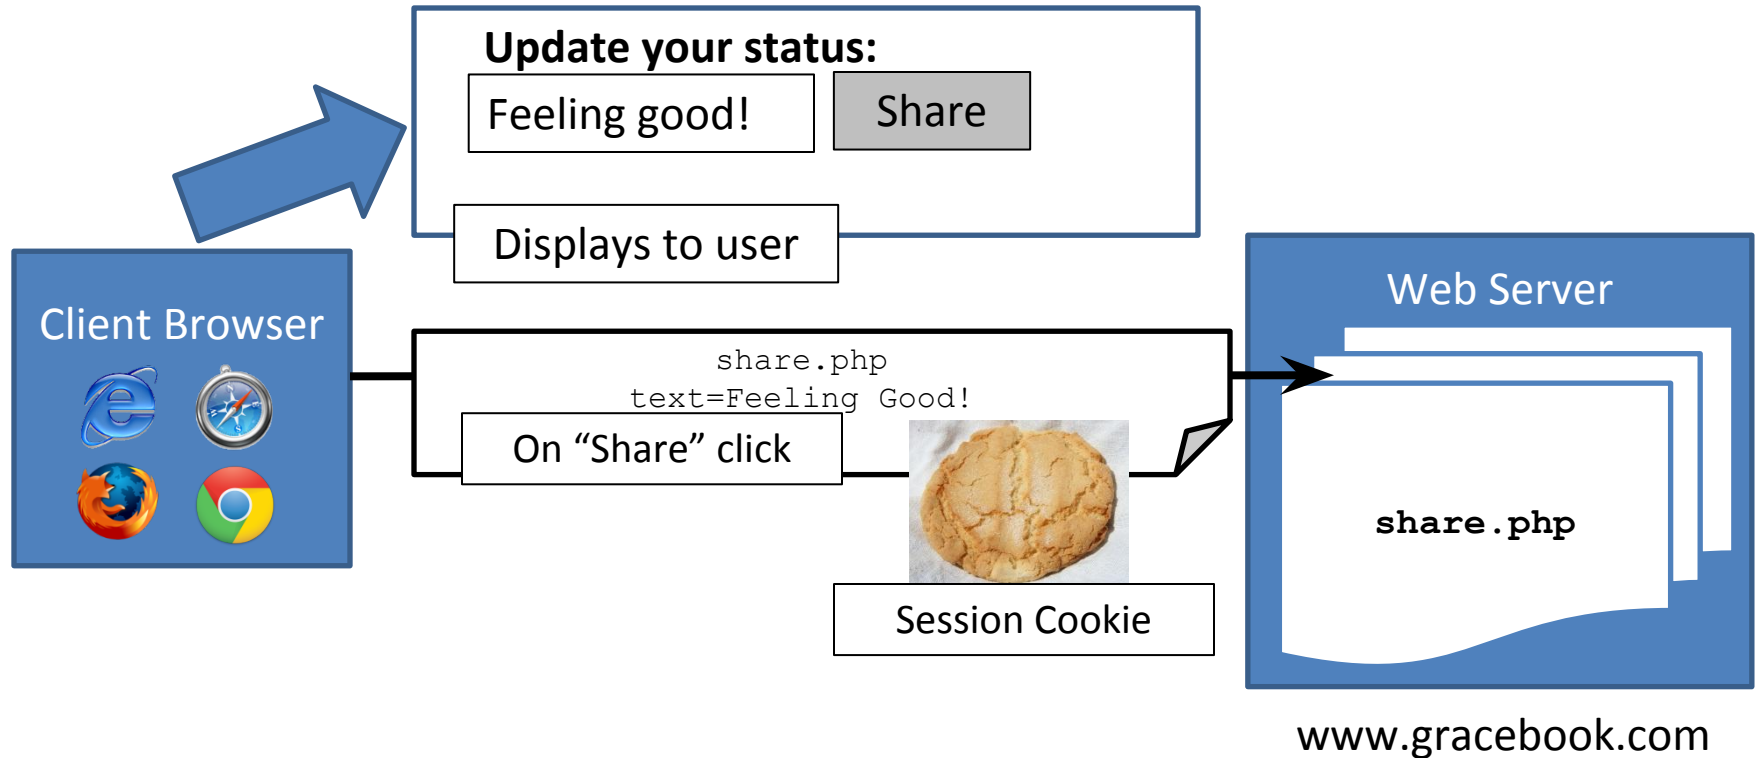 Update your status:
Feeling good!
Share
Displays to user
Client Browser
share.php
text=Feeling Good!
On “Share” click
Session Cookie
Web Server
share.php
www.gracebook.com